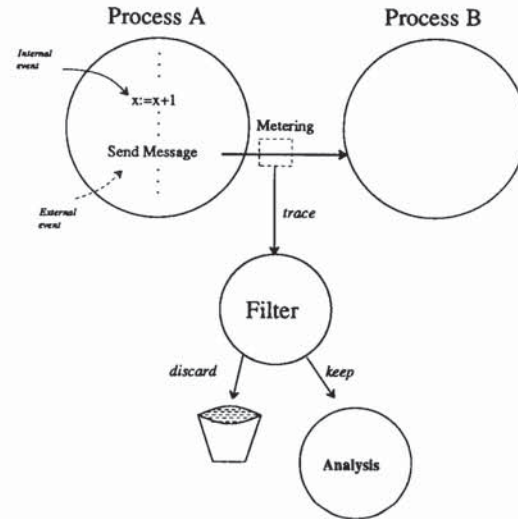 Process A
Process B
Internal
event
x:=x+1
Metering
Send Message
External
event
trace
Filter
discard
keep
Analysis